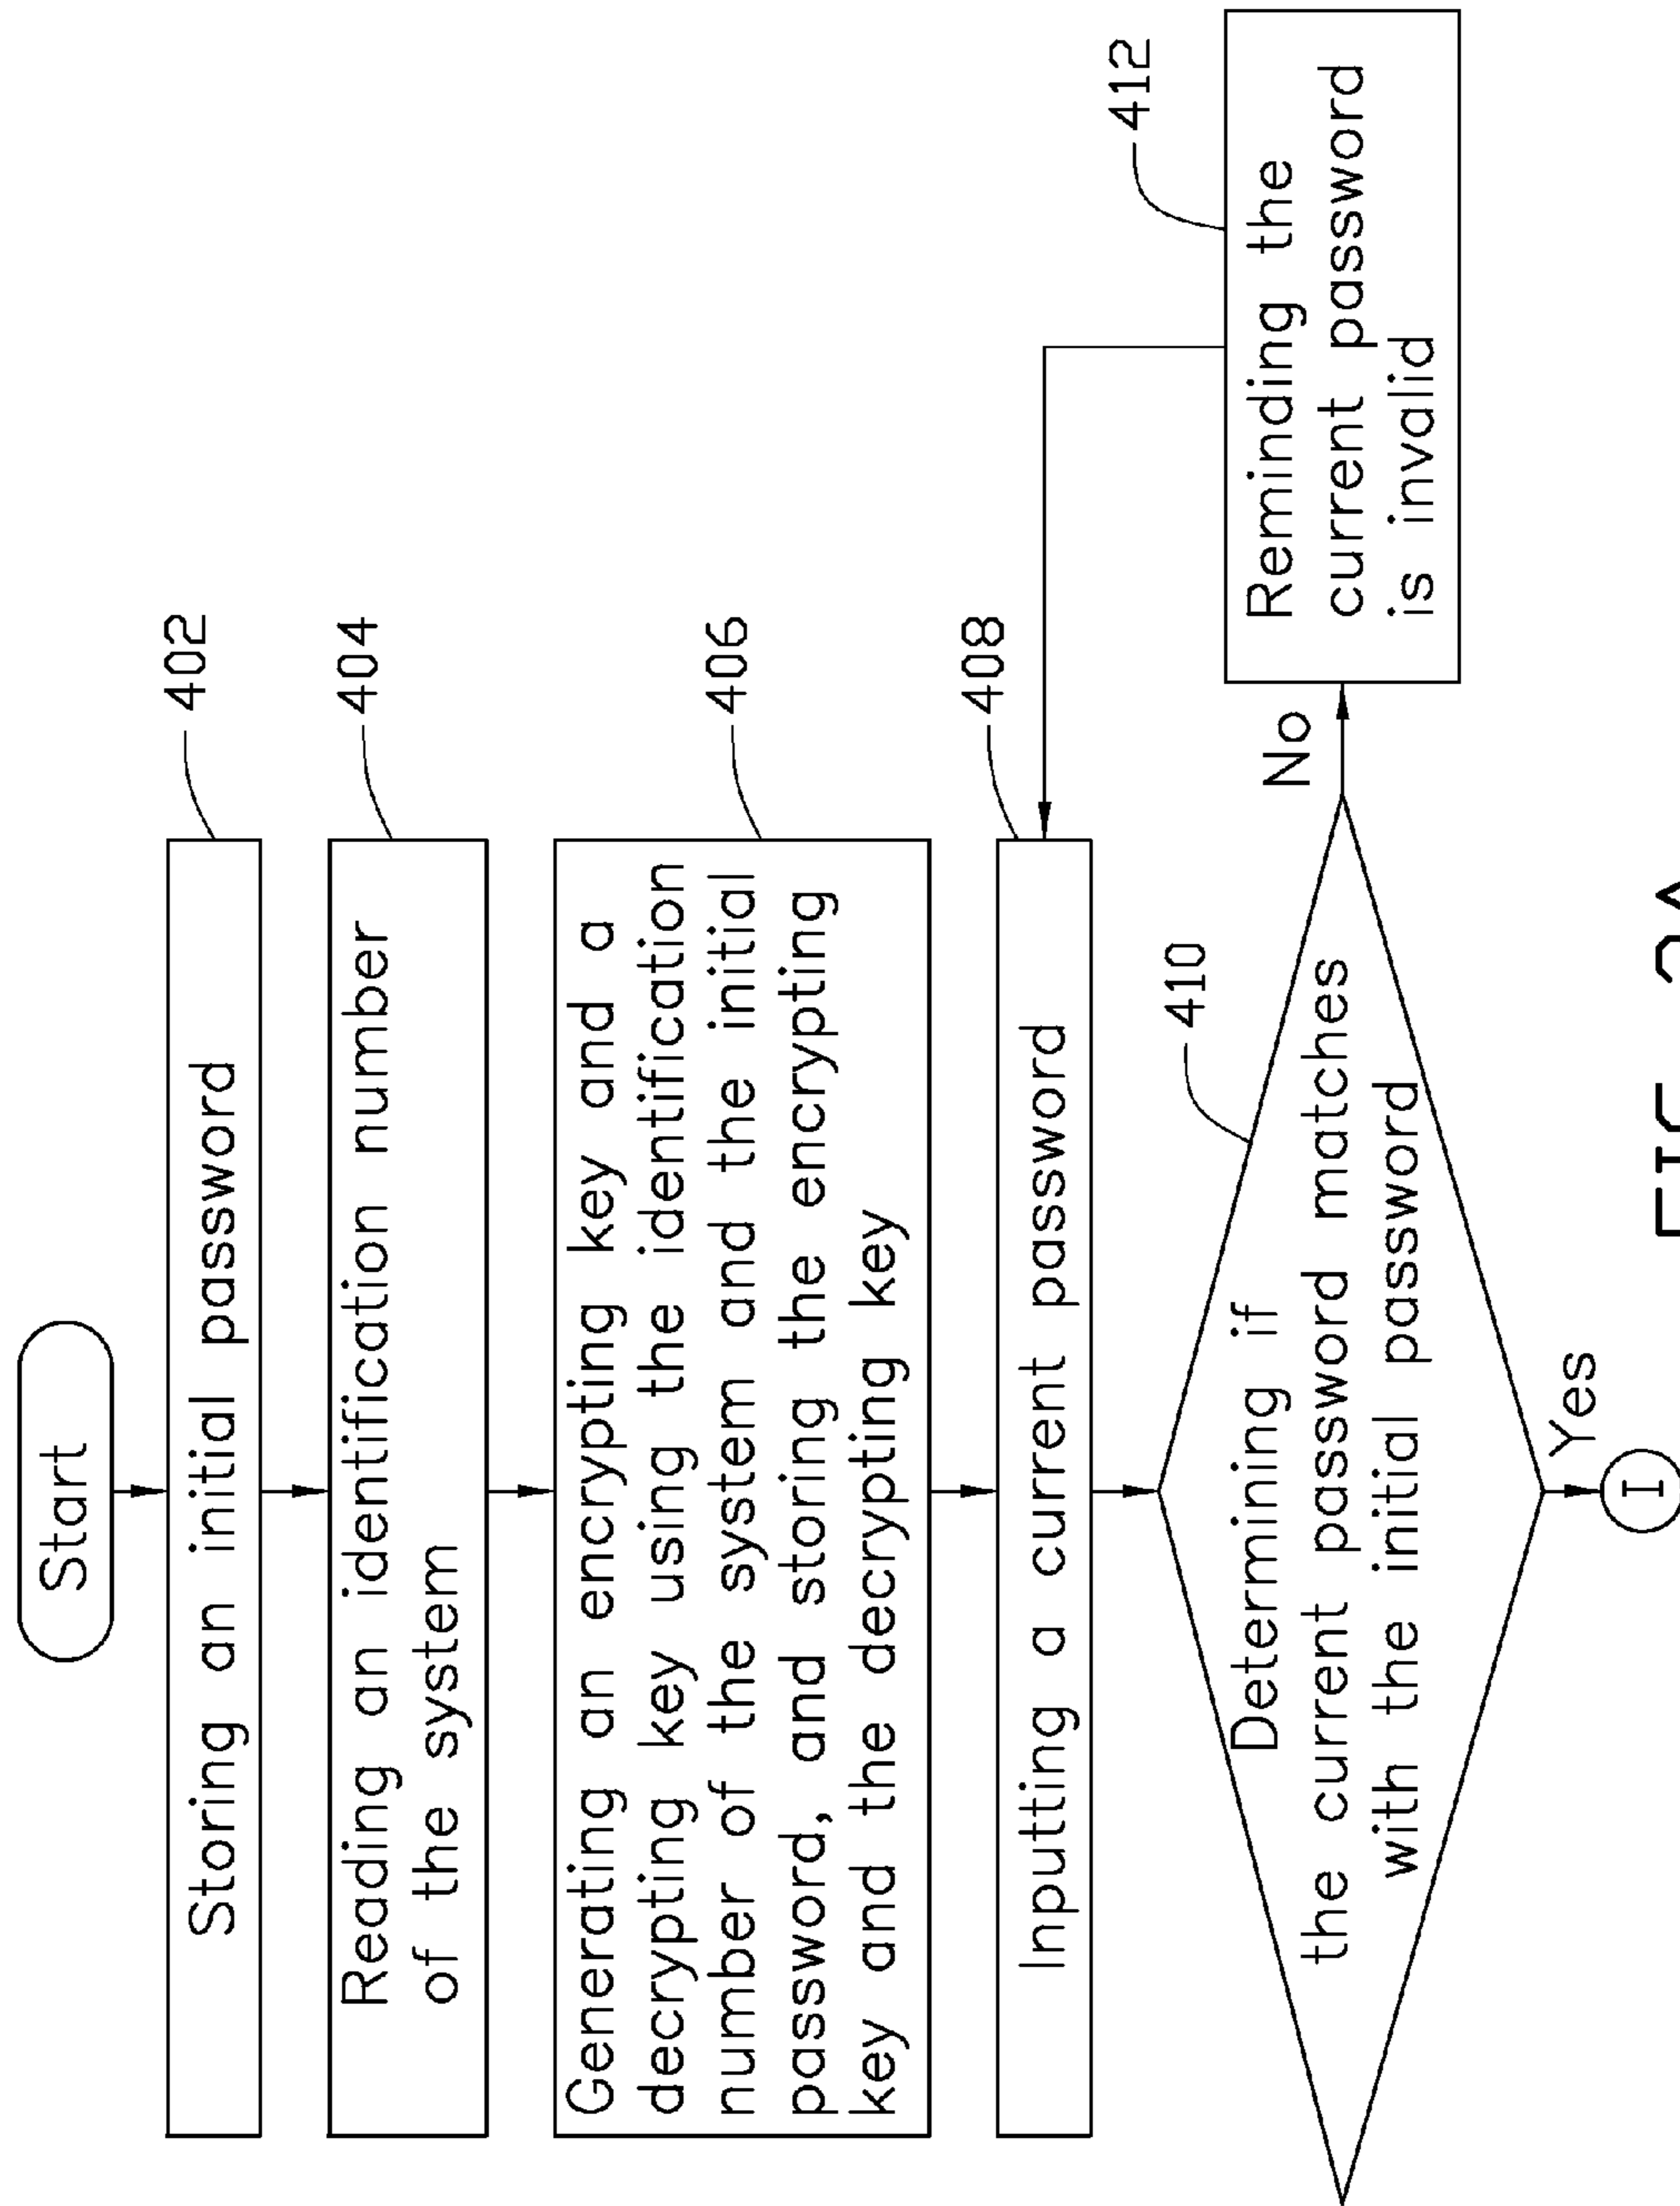 Start
Storing an initial password
402
Reading an identification number
of the system
404
Generating an encrypting key and a
decrypting key using the identification
number of the system and the initial
password, and storing the encrypting
key and the decrypting key
406
Inputting a current password
408
Determining if
the current password matches
with the initial password
410
No
Reminding the
current password
is invalid
412
Yes
I